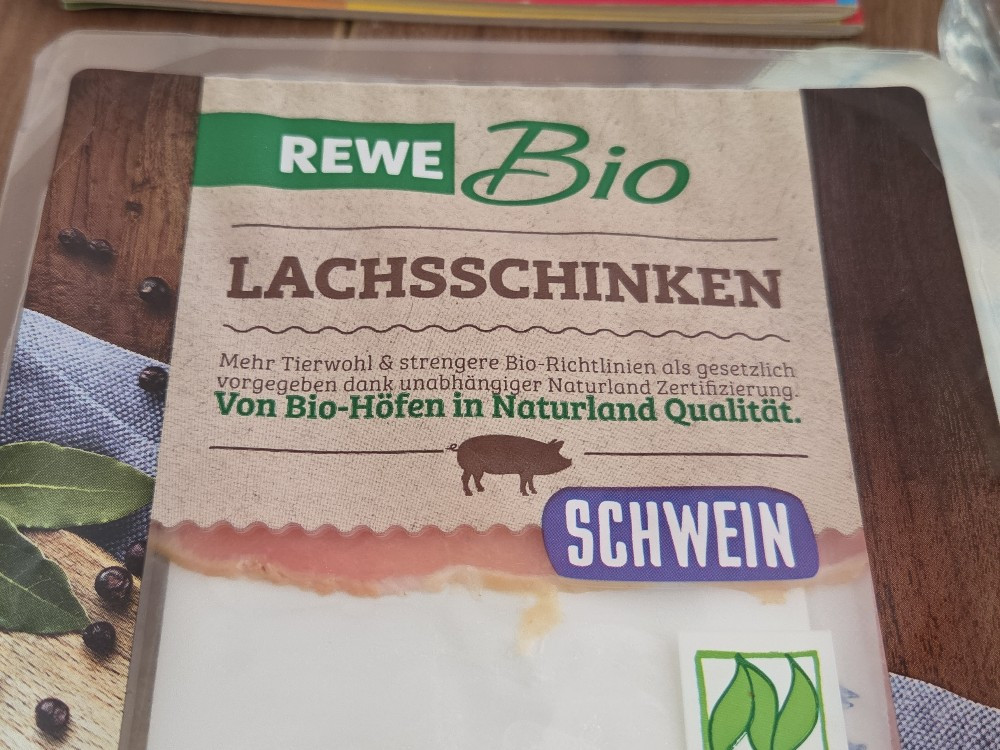 REWE Bio
LACHSSCHINKEN
Mehr Tierwohl & strengere Bio-Richtlinien als gesetzlich
vorgegeben dank unabhängiger Naturland Zertifizierung.
Von Bio-Höfen in Naturland Qualität.
SCHWEIN